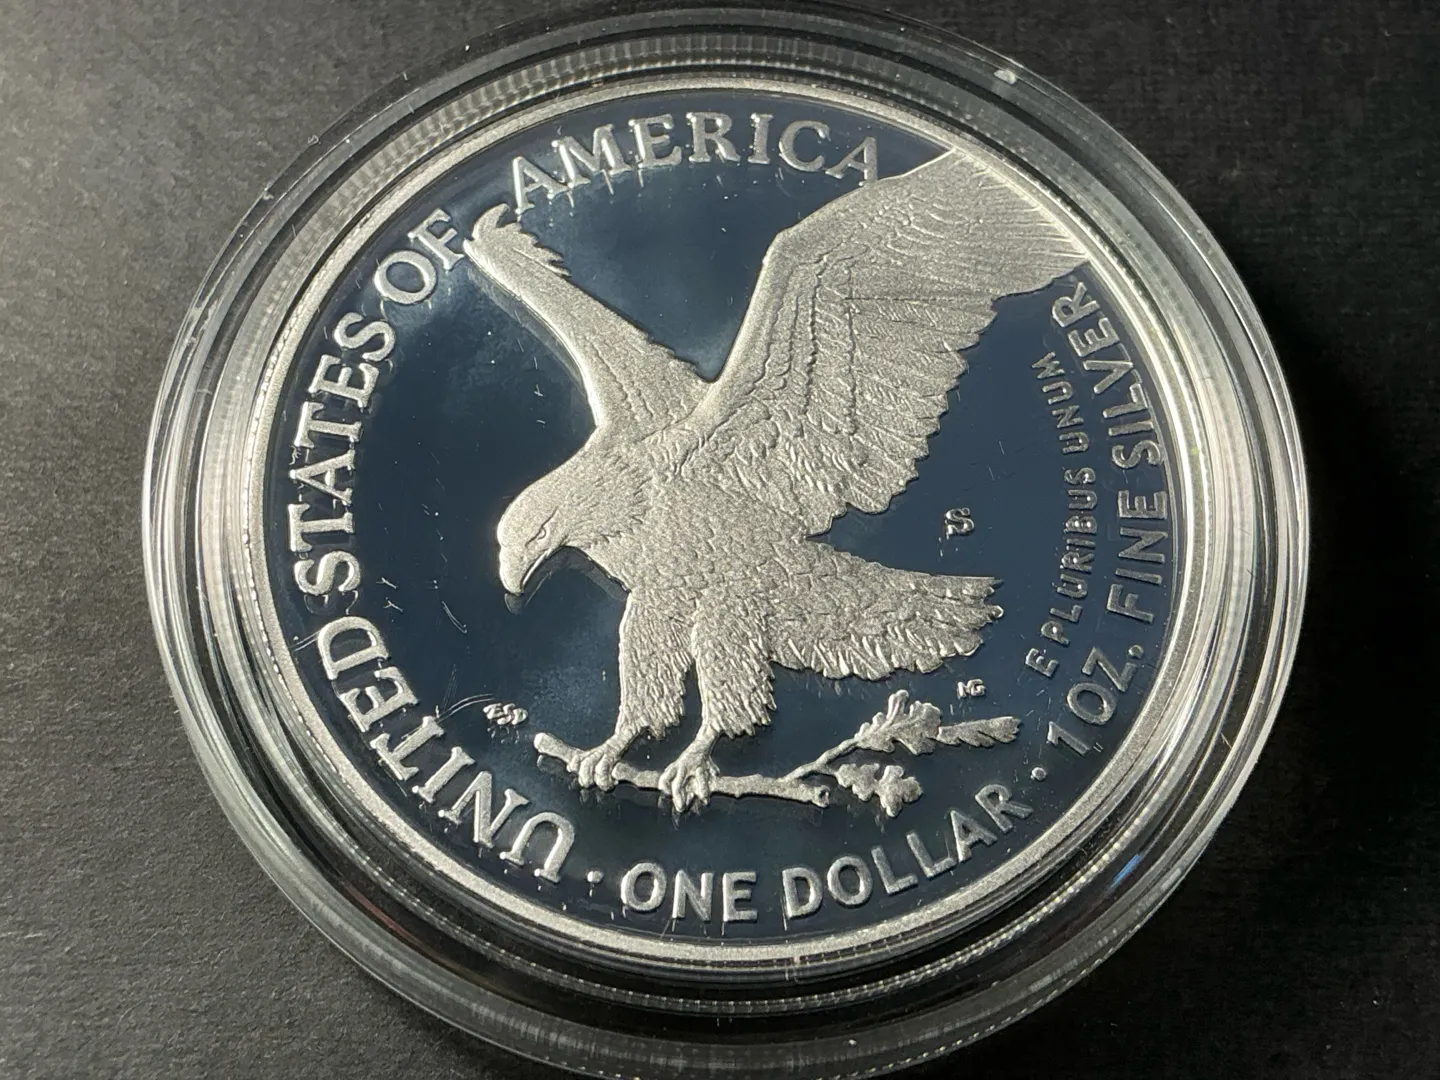 UNITED STATES OF AMERICA
S
E PLURIBUS UNUM
1 OZ. FINE SILVER
ESD
MG
· ONE DOLLAR ·